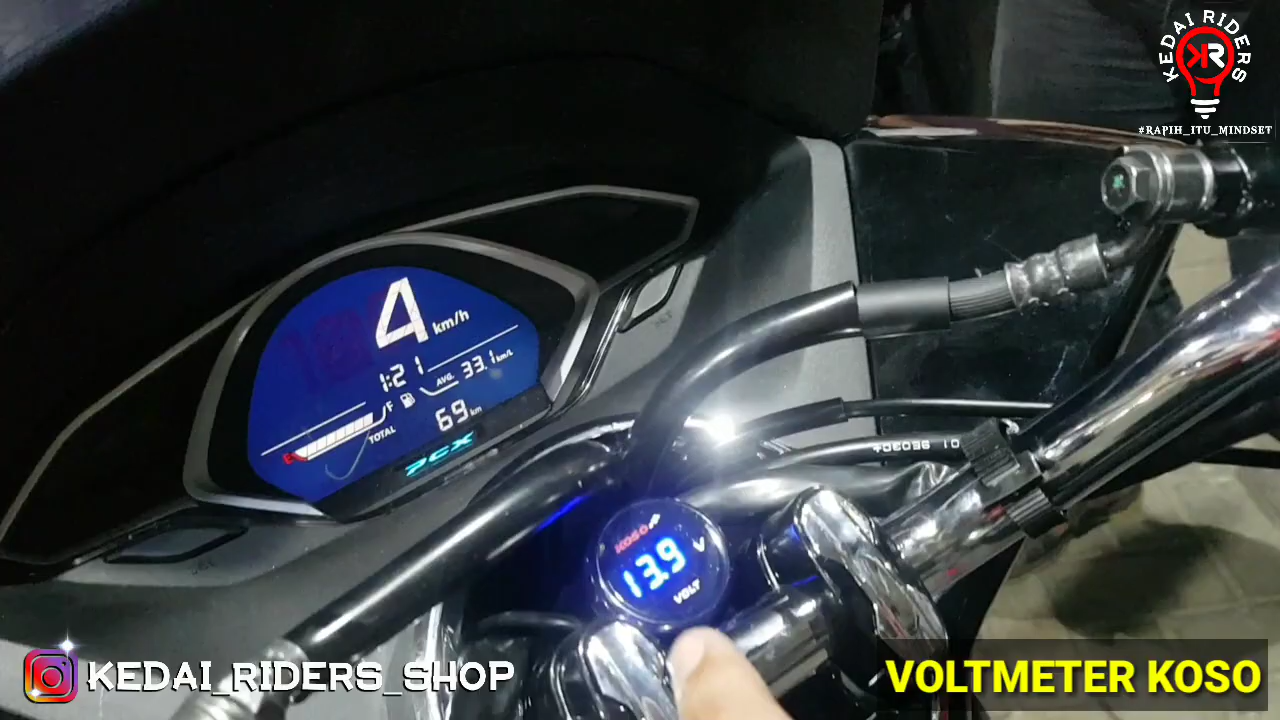 KEDAI RIDERS
KR
#RAPIH_ITU_MINDSET
4 km/h
1:21
AVG. 33.1 km/L
F
E
TOTAL 69 km
PCX
KOSO
13.9 V
VOLT
KEDAI_RIDERS_SHOP
VOLTMETER KOSO